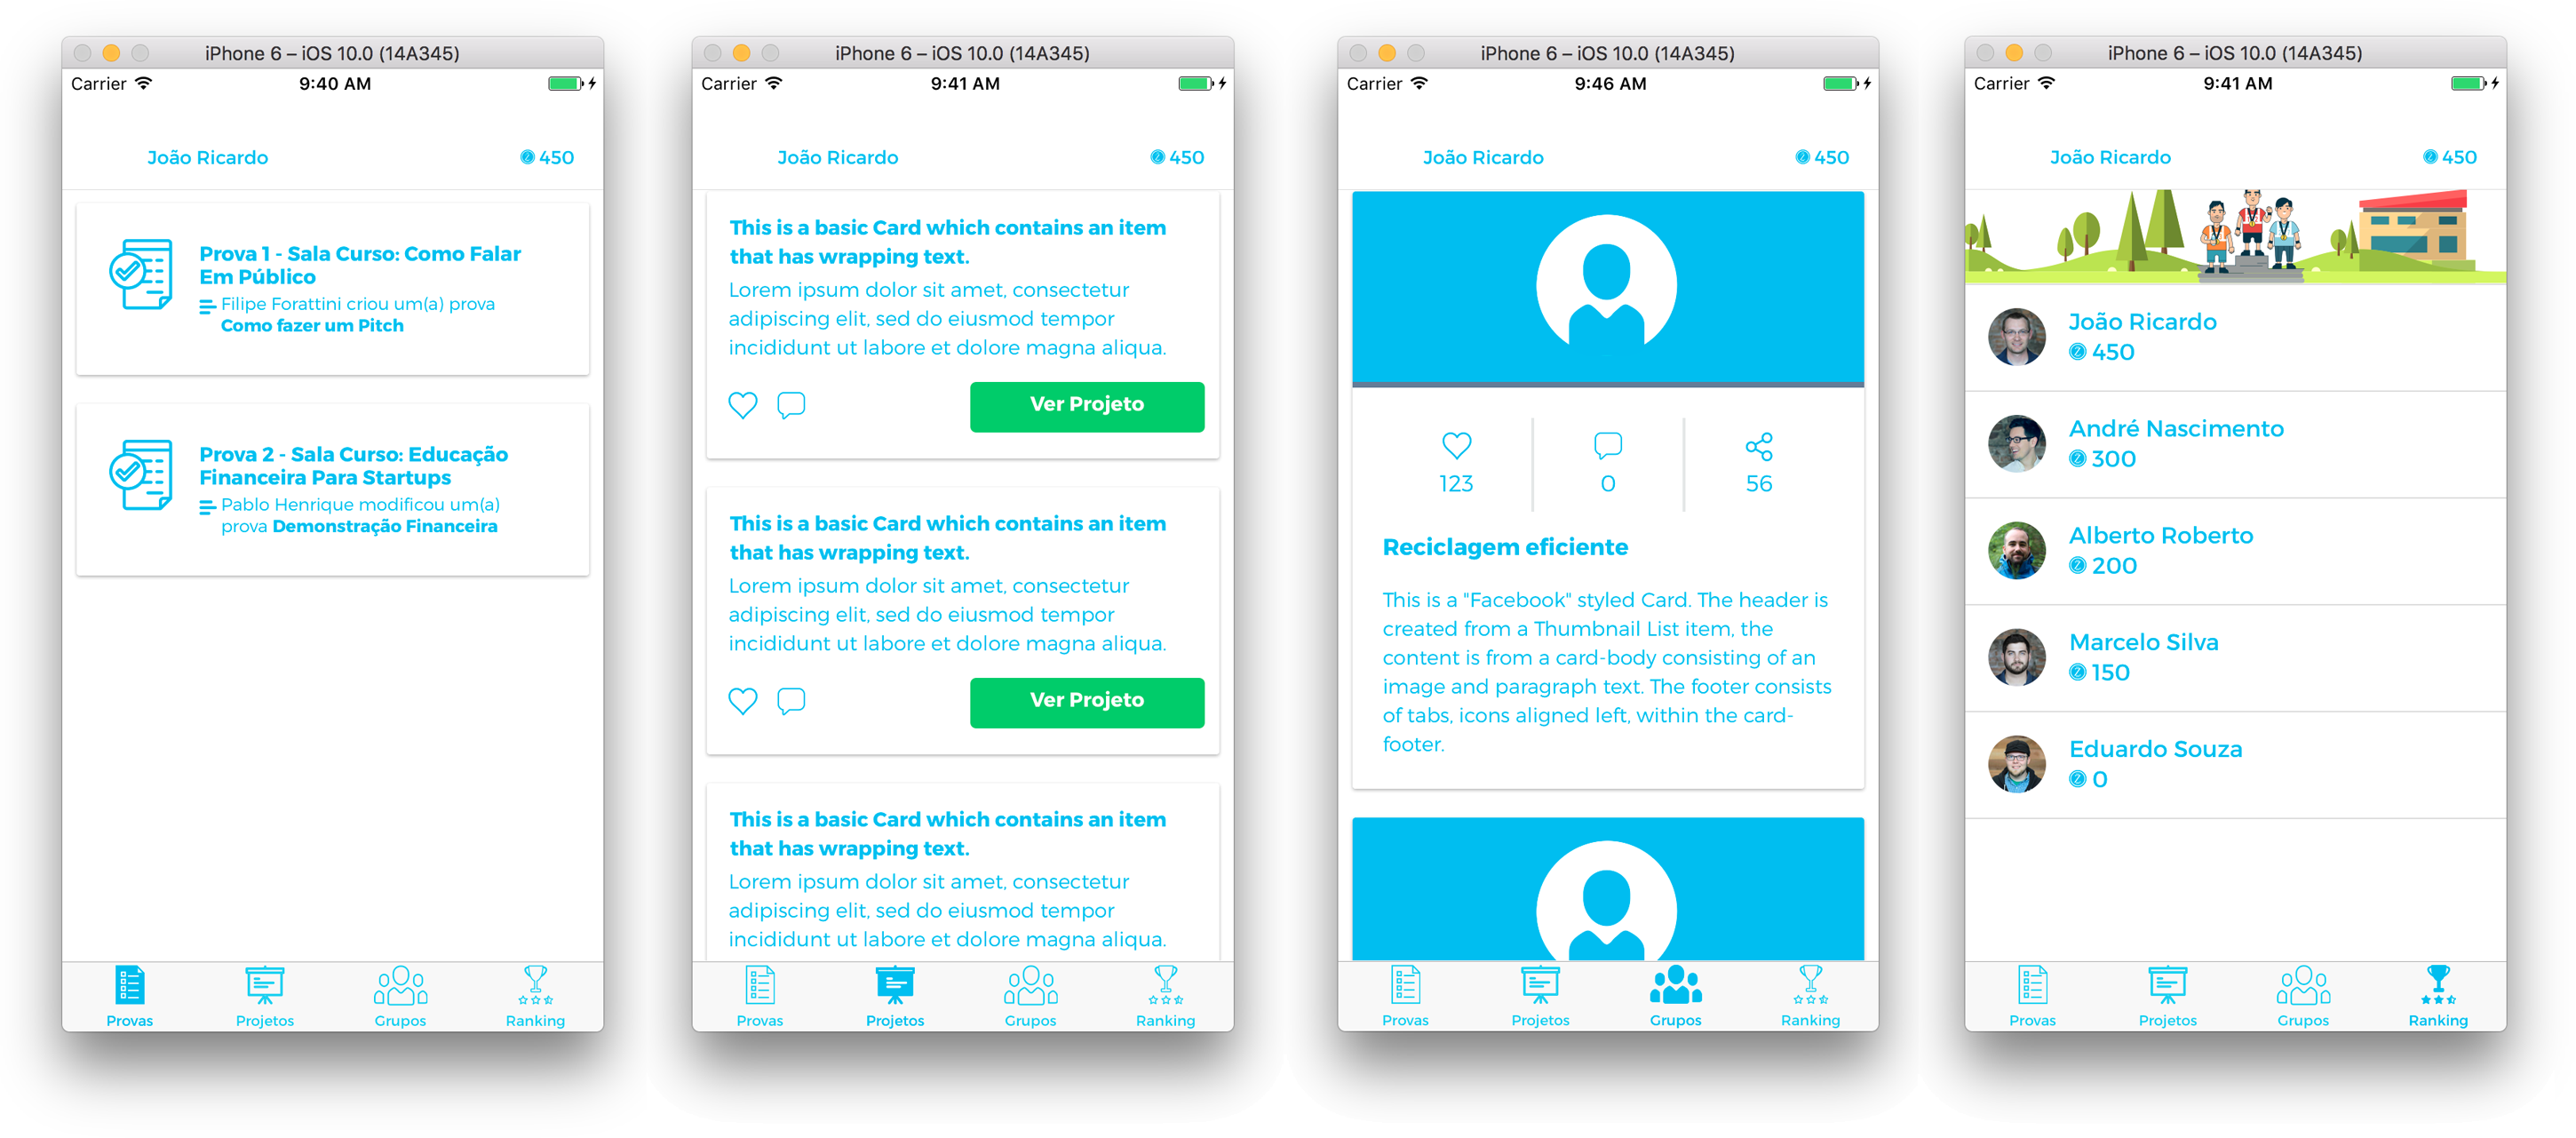 iPhone 6 – iOS 10.0 (14A345)
Carrier 9:40 AM
João Ricardo 450
Prova 1 - Sala Curso: Como Falar
Em Público
Filipe Forattini criou um(a) prova
Como fazer um Pitch
Prova 2 - Sala Curso: Educação
Financeira Para Startups
Pablo Henrique modificou um(a)
prova Demonstração Financeira
Provas Projetos Grupos Ranking
iPhone 6 – iOS 10.0 (14A345)
Carrier 9:41 AM
João Ricardo 450
This is a basic Card which contains an item
that has wrapping text.
Lorem ipsum dolor sit amet, consectetur
adipiscing elit, sed do eiusmod tempor
incididunt ut labore et dolore magna aliqua.
Ver Projeto
This is a basic Card which contains an item
that has wrapping text.
Lorem ipsum dolor sit amet, consectetur
adipiscing elit, sed do eiusmod tempor
incididunt ut labore et dolore magna aliqua.
Ver Projeto
This is a basic Card which contains an item
that has wrapping text.
Lorem ipsum dolor sit amet, consectetur
adipiscing elit, sed do eiusmod tempor
incididunt ut labore et dolore magna aliqua.
Provas Projetos Grupos Ranking
iPhone 6 – iOS 10.0 (14A345)
Carrier 9:46 AM
João Ricardo 450
123 0 56
Reciclagem eficiente
This is a "Facebook" styled Card. The header is
created from a Thumbnail List item, the
content is from a card-body consisting of an
image and paragraph text. The footer consists
of tabs, icons aligned left, within the card-
footer.
Provas Projetos Grupos Ranking
iPhone 6 – iOS 10.0 (14A345)
Carrier 9:41 AM
João Ricardo 450
João Ricardo
450
André Nascimento
300
Alberto Roberto
200
Marcelo Silva
150
Eduardo Souza
0
Provas Projetos Grupos Ranking